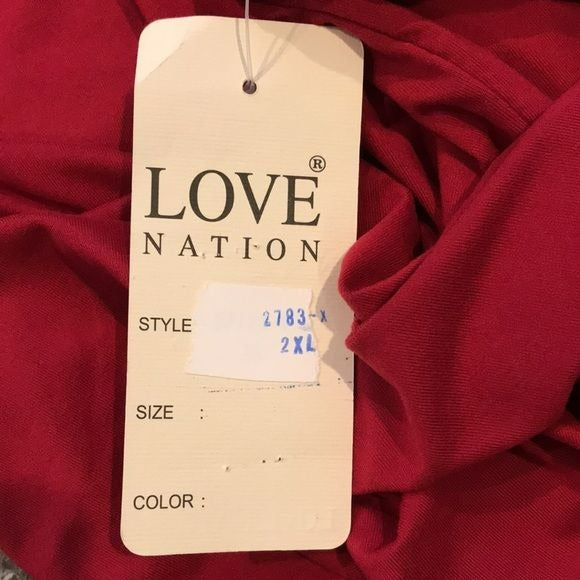 LOVE®
NATION
STYLE 2783-X
2XL
SIZE :
COLOR :